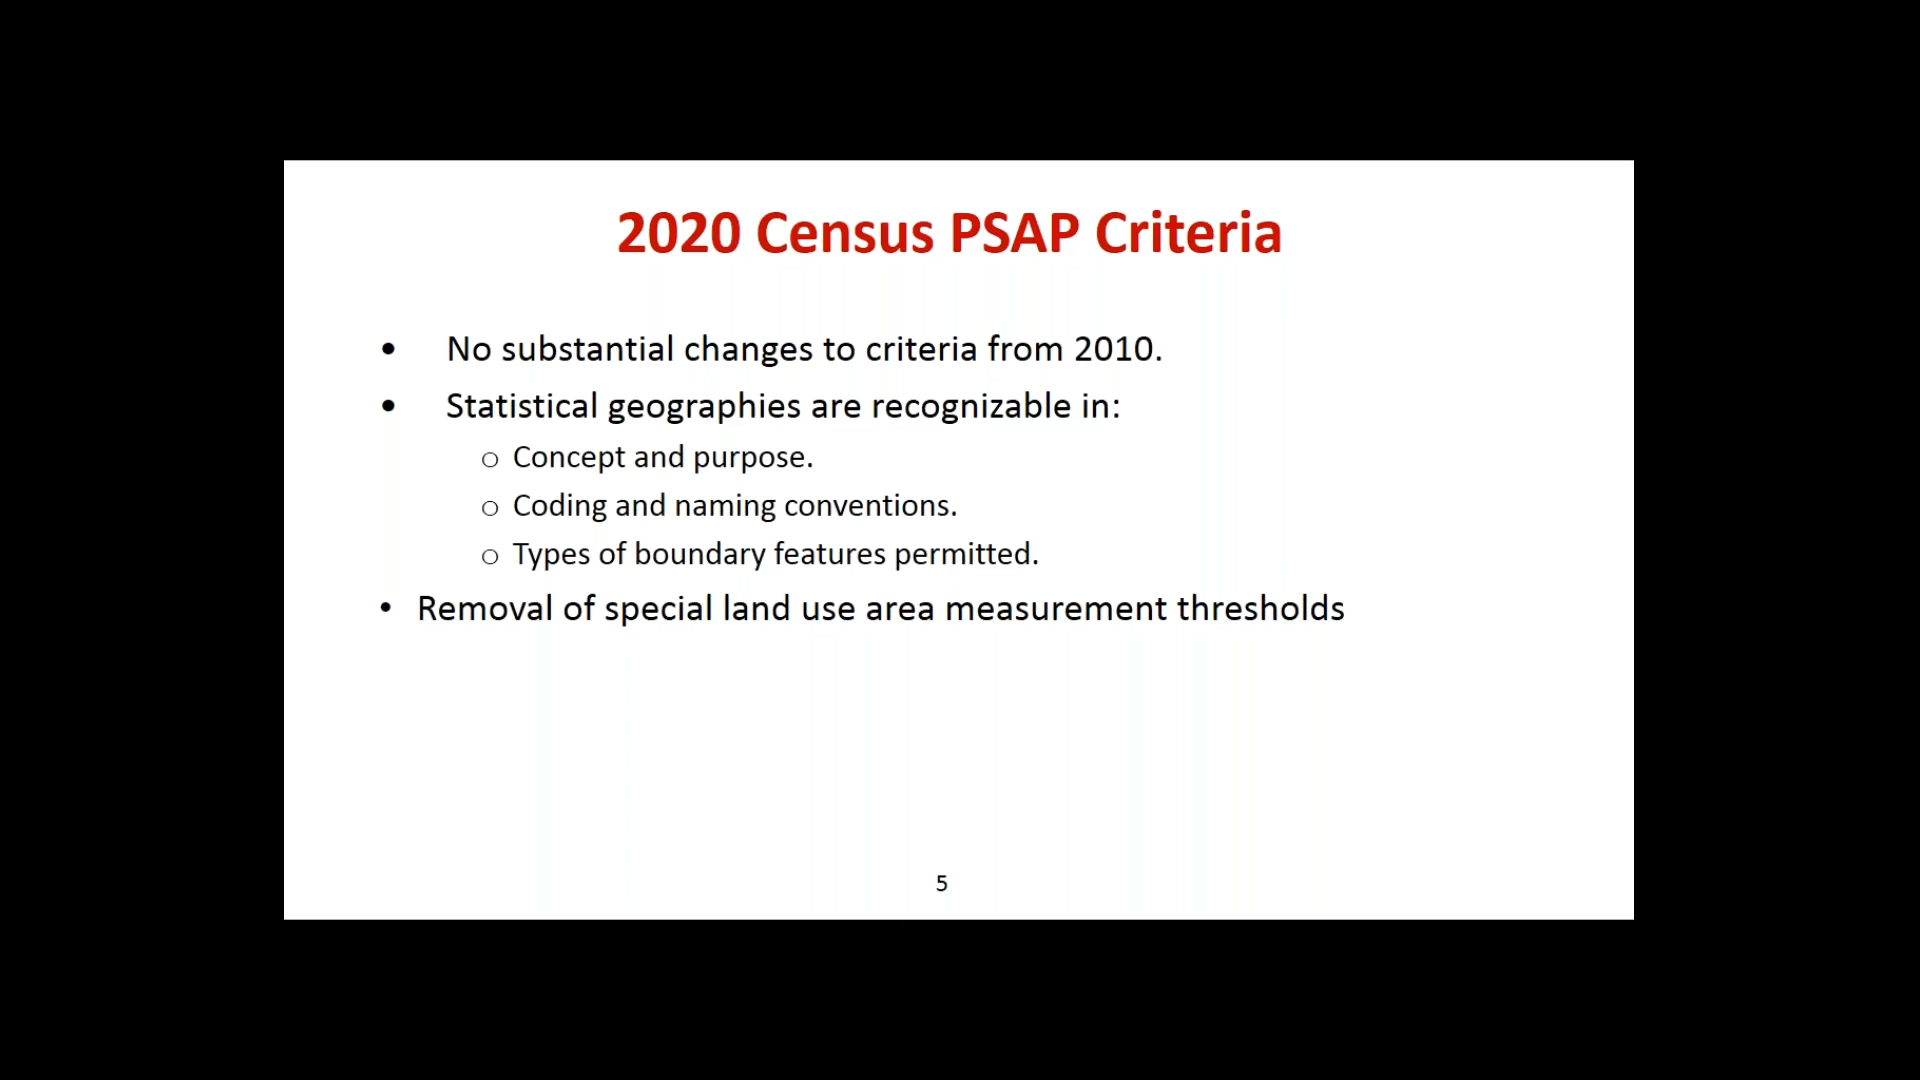 2020 Census PSAP Criteria
• No substantial changes to criteria from 2010.
• Statistical geographies are recognizable in:
o Concept and purpose.
o Coding and naming conventions.
o Types of boundary features permitted.
• Removal of special land use area measurement thresholds
5